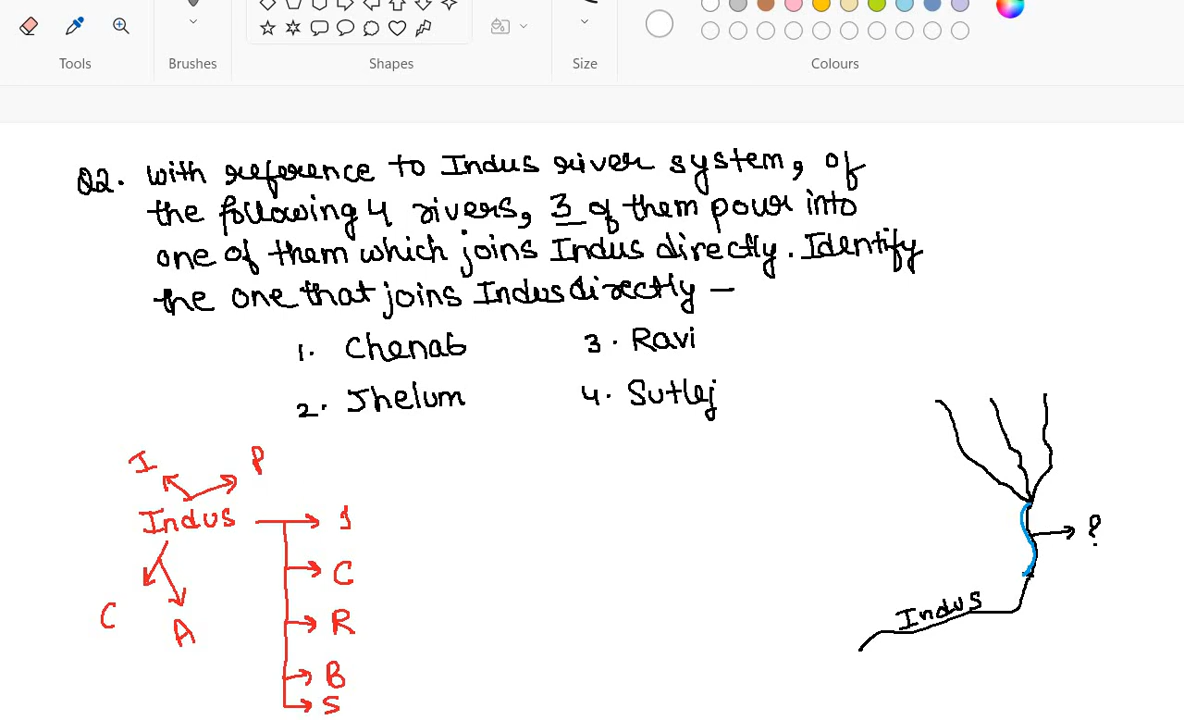 Tools
Brushes
Shapes
Size
Colours
Q2. With reference to Indus river system, of
the following 4 rivers, 3 of them pour into
one of them which joins Indus directly. Identify
the one that joins Indus directly –
1. Chenab
3. Ravi
2. Jhelum
4. Sutlej
I
P
Indus
J
C
R
B
S
C
A
?
Indus